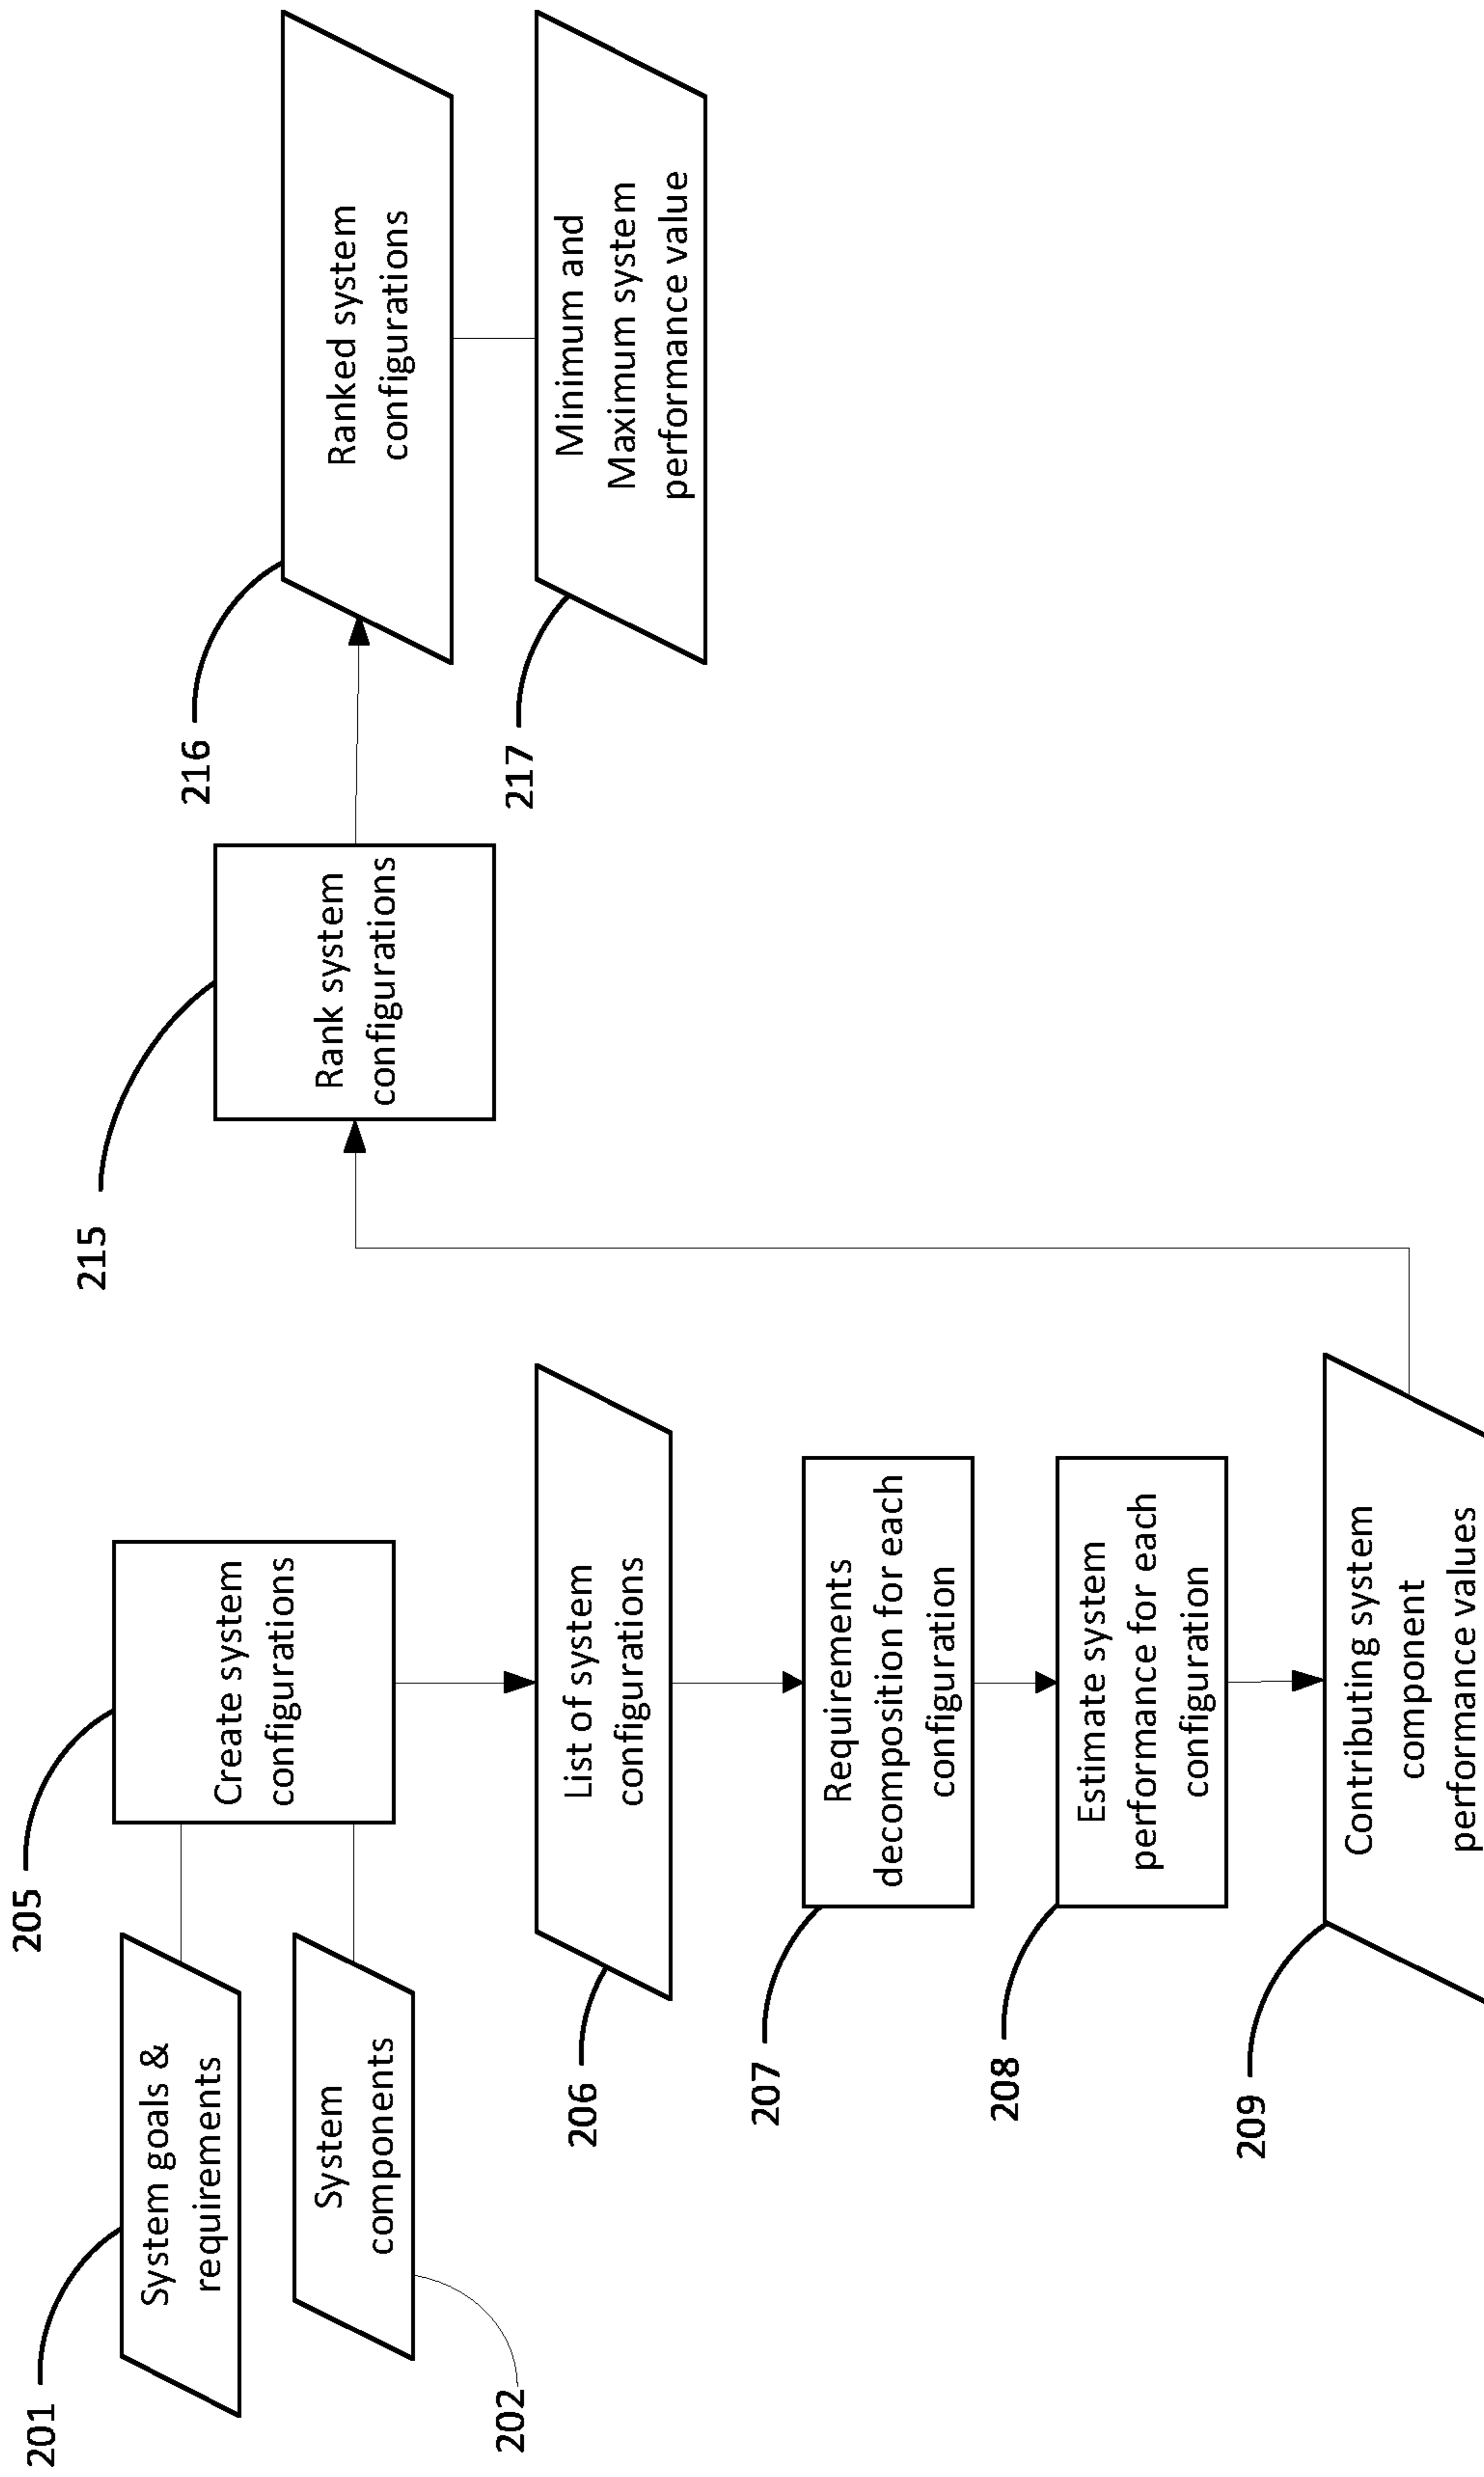 201
System goals &
requirements
202
System
components
205
Create system
configurations
206
List of system
configurations
207
Requirements
decomposition for each
configuration
208
Estimate system
performance for each
configuration
209
Contributing system
component
performance values
215
Rank system
configurations
216
Ranked system
configurations
217
Minimum and
Maximum system
performance value